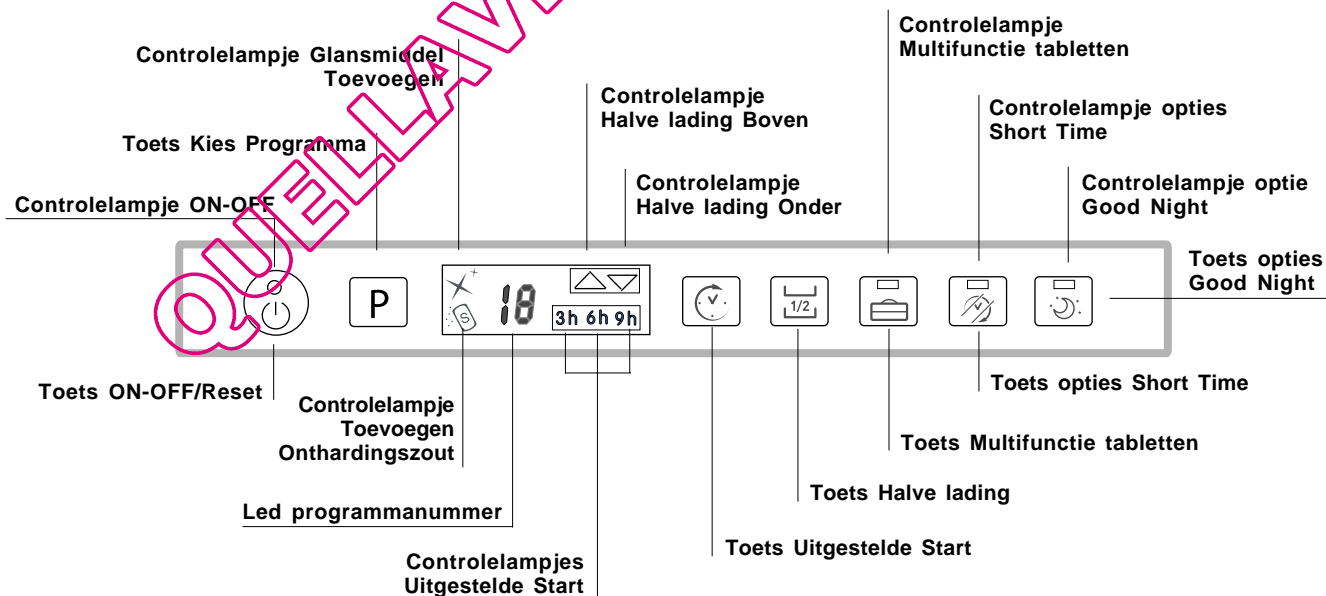 Controlelampje
Multifunctie tabletten
Controlelampje Glansmiddel
Toevoegen
Controlelampje
Halve lading Boven
Controlelampje opties
Short Time
Toets Kies Programma
Controlelampje
Halve lading Onder
Controlelampje optie
Good Night
Controlelampje ON-OFF
Toets opties
Good Night
P
S
18
3h 6h 9h
1/2
Toets ON-OFF/Reset
Controlelampje
Toevoegen
Onthardingszout
Toets opties Short Time
Toets Multifunctie tabletten
Toets Halve lading
Led programmanummer
Toets Uitgestelde Start
Controlelampjes
Uitgestelde Start